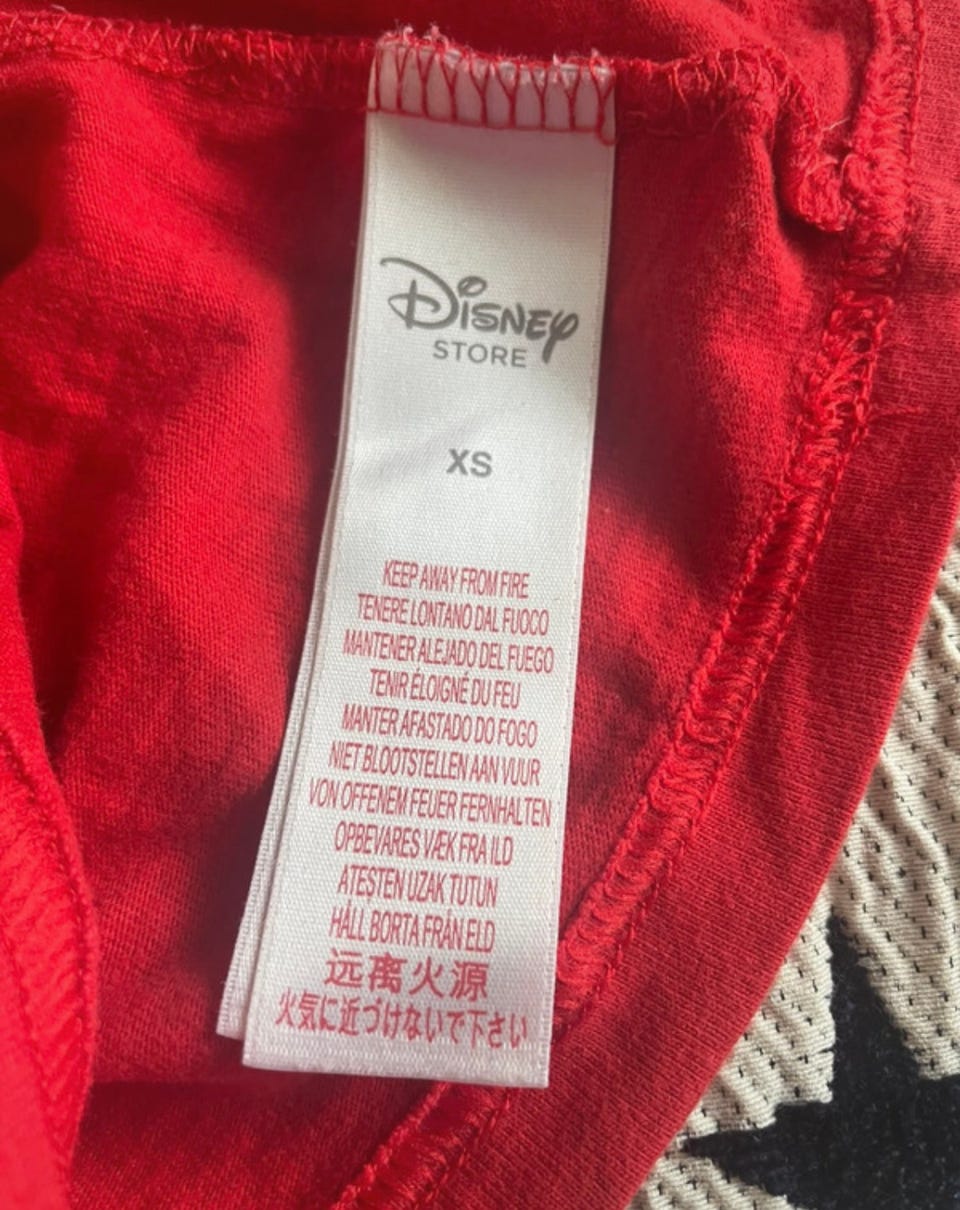 Disney
STORE
XS
KEEP AWAY FROM FIRE
TENERE LONTANO DAL FUOCO
MANTENER ALEJADO DEL FUEGO
TENIR ÉLOIGNÉ DU FEU
MANTER AFASTADO DO FOGO
NIET BLOOTSTELLEN AAN VUUR
VON OFFENEM FEUER FERNHALTEN
OPBEVARES VÆK FRA ILD
ATEŞTEN UZAK TUTUN
HÅLL BORTA FRÅN ELD
远离火源
火気に近づけないで下さい